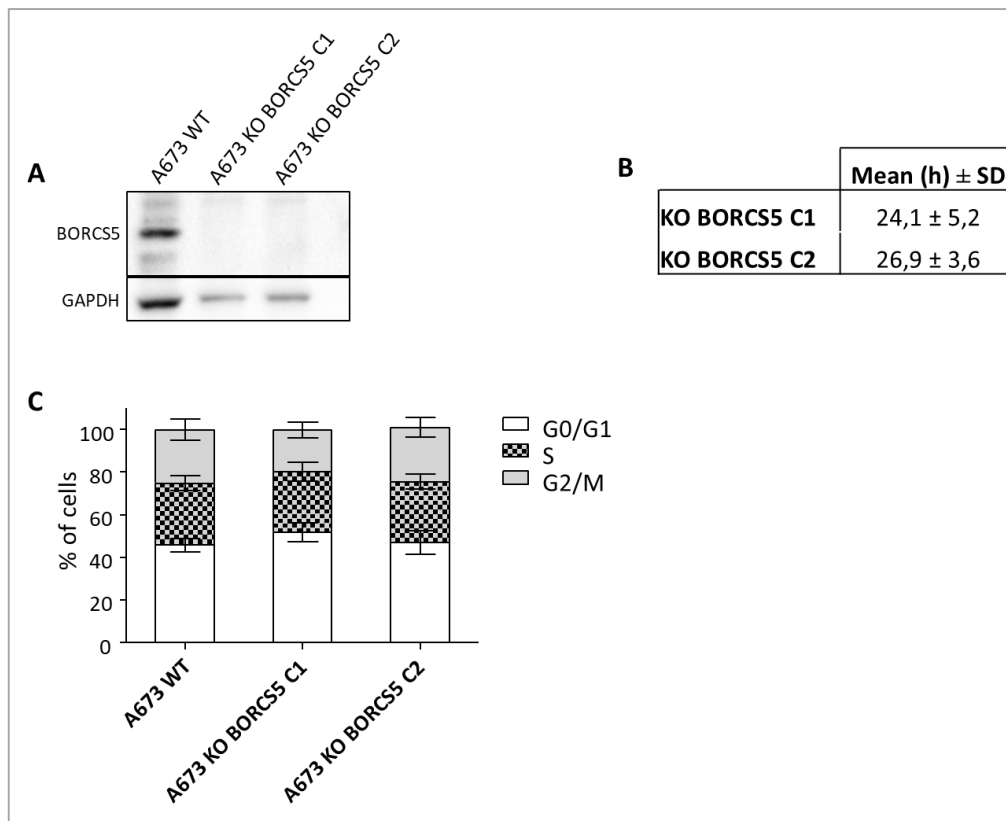 A673 WT
A673 KO BORCS5 C1
A673 KO BORCS5 C2
A
BORCS5
GAPDH
B
Mean (h) ± SD
KO BORCS5 C1 24,1 ± 5,2
KO BORCS5 C2 26,9 ± 3,6
C
% of cells
100
80
60
40
20
0
A673 WT
A673 KO BORCS5 C1
A673 KO BORCS5 C2
G0/G1
S
G2/M